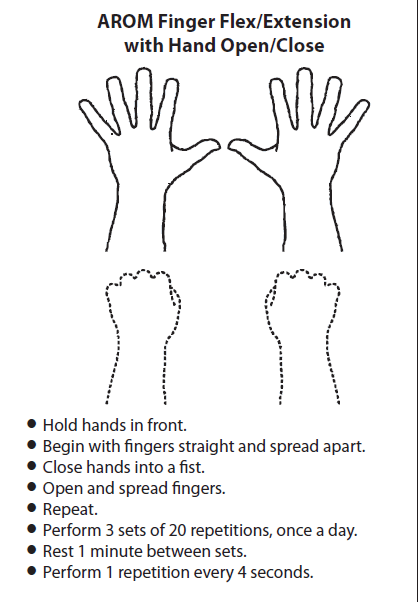 AROM Finger Flex/Extension
with Hand Open/Close
● Hold hands in front.
● Begin with fingers straight and spread apart.
● Close hands into a fist.
● Open and spread fingers.
● Repeat.
● Perform 3 sets of 20 repetitions, once a day.
● Rest 1 minute between sets.
● Perform 1 repetition every 4 seconds.